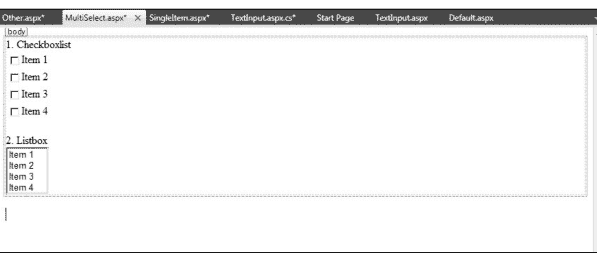 Other.aspx* MultiSelect.aspx* × SingleItem.aspx* TextInput.aspx.cs* Start Page TextInput.aspx Default.aspx
[body]
1. Checkboxlist
Item 1
Item 2
Item 3
Item 4
2. Listbox
Item 1
Item 2
Item 3
Item 4